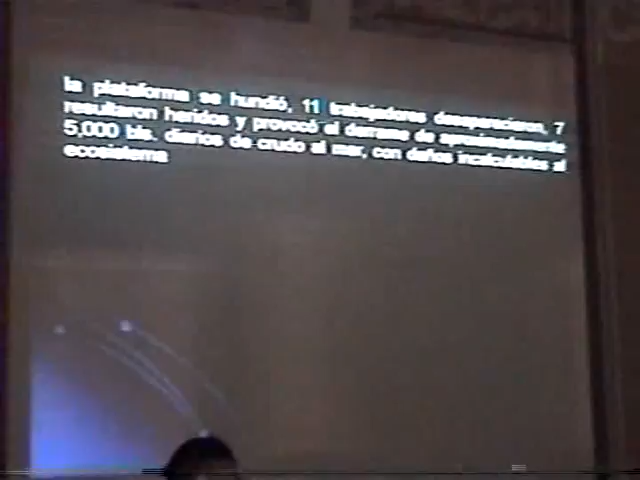 la plataforma se hundió, 11 trabajadores desaparecieron, 7
resultaron heridos y provocó el derrame de aproximadamente
5,000 bls. diarios de crudo al mar, con daños incalculables al
ecosistema